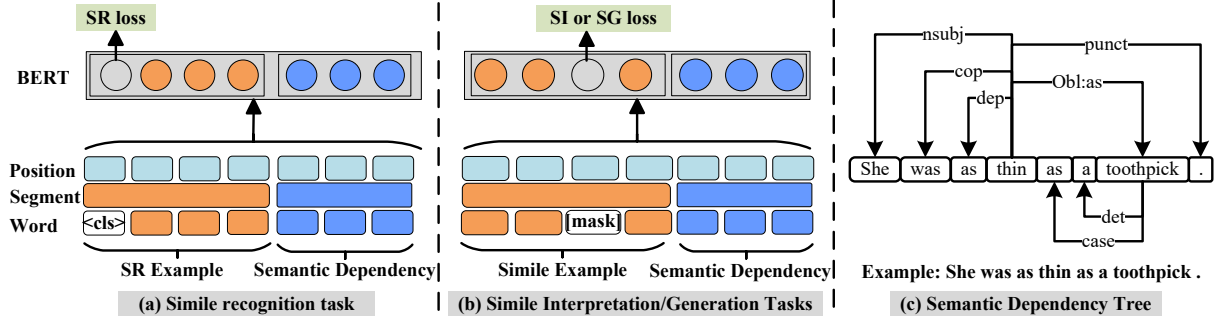 SR loss
BERT
Position
Segment
Word
<cls>
SR Example
Semantic Dependency
(a) Simile recognition task
SI or SG loss
[mask]
Simile Example
Semantic Dependency
(b) Simile Interpretation/Generation Tasks
nsubj
punct
cop
Obl:as
dep
She was as thin as a toothpick .
det
case
Example: She was as thin as a toothpick .
(c) Semantic Dependency Tree